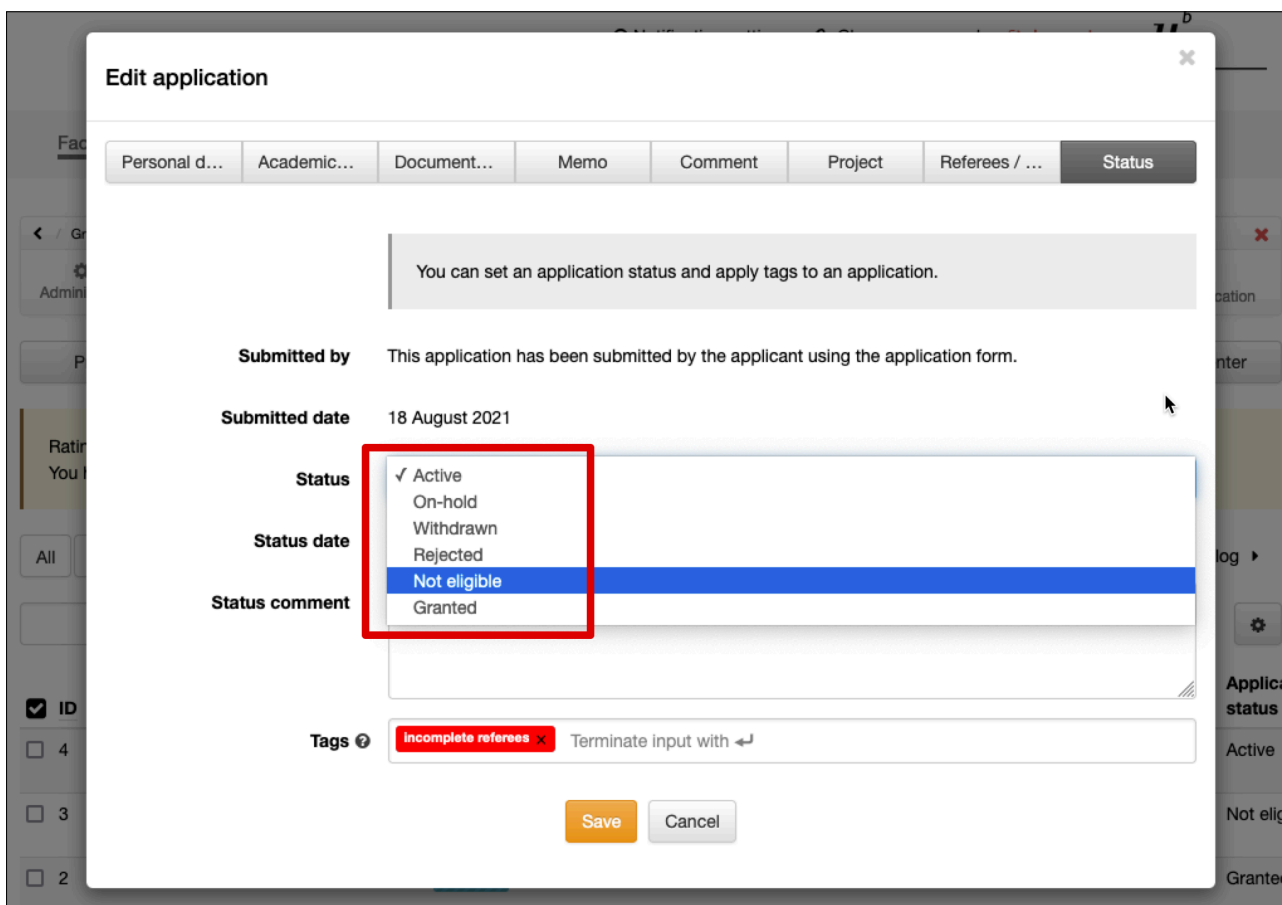 b
u
Edit application
Fac
Personal d...
Academic...
Document...
Memo
Comment
Project
Referees / ...
Status
/ Gr
Admini
cation
You can set an application status and apply tags to an application.
Submitted by This application has been submitted by the applicant using the application form.
P
nter
Submitted date 18 August 2021
Ratin
You h
Status
✓ Active
On-hold
Withdrawn
Rejected
Not eligible
Granted
Status date
All
log
Status comment
ID
Applica
status
Tags Incomplete referees × Terminate input with ↵
4 Active
3 Not elig
Save Cancel
2 Grante